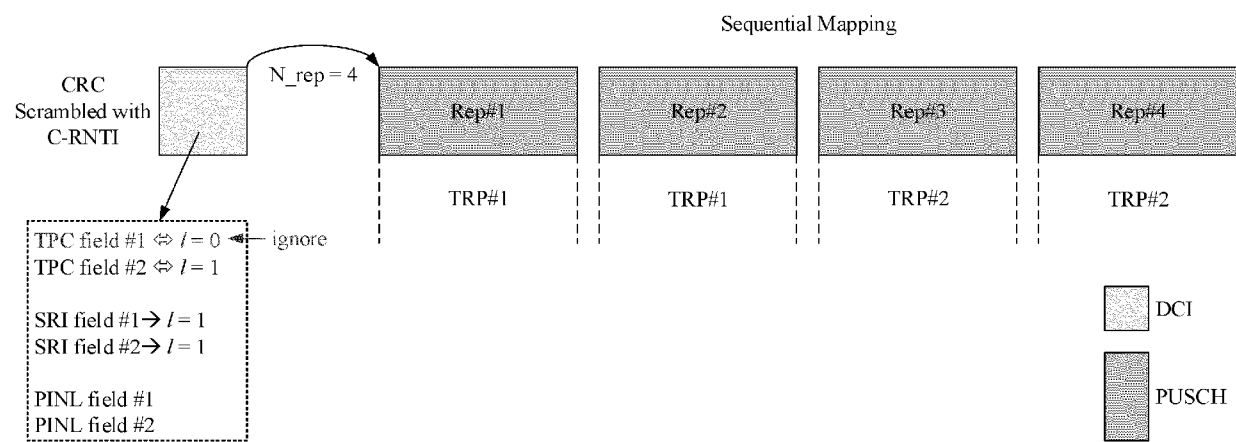 Sequential Mapping
CRC
Scrambled with
C-RNTI
N_rep = 4
Rep#1
Rep#2
Rep#3
Rep#4
TRP#1
TRP#1
TRP#2
TRP#2
TPC field #1 ⇔ l = 0
ignore
TPC field #2 ⇔ l = 1
SRI field #1→ l = 1
SRI field #2→ l = 1
PINL field #1
PINL field #2
DCI
PUSCH